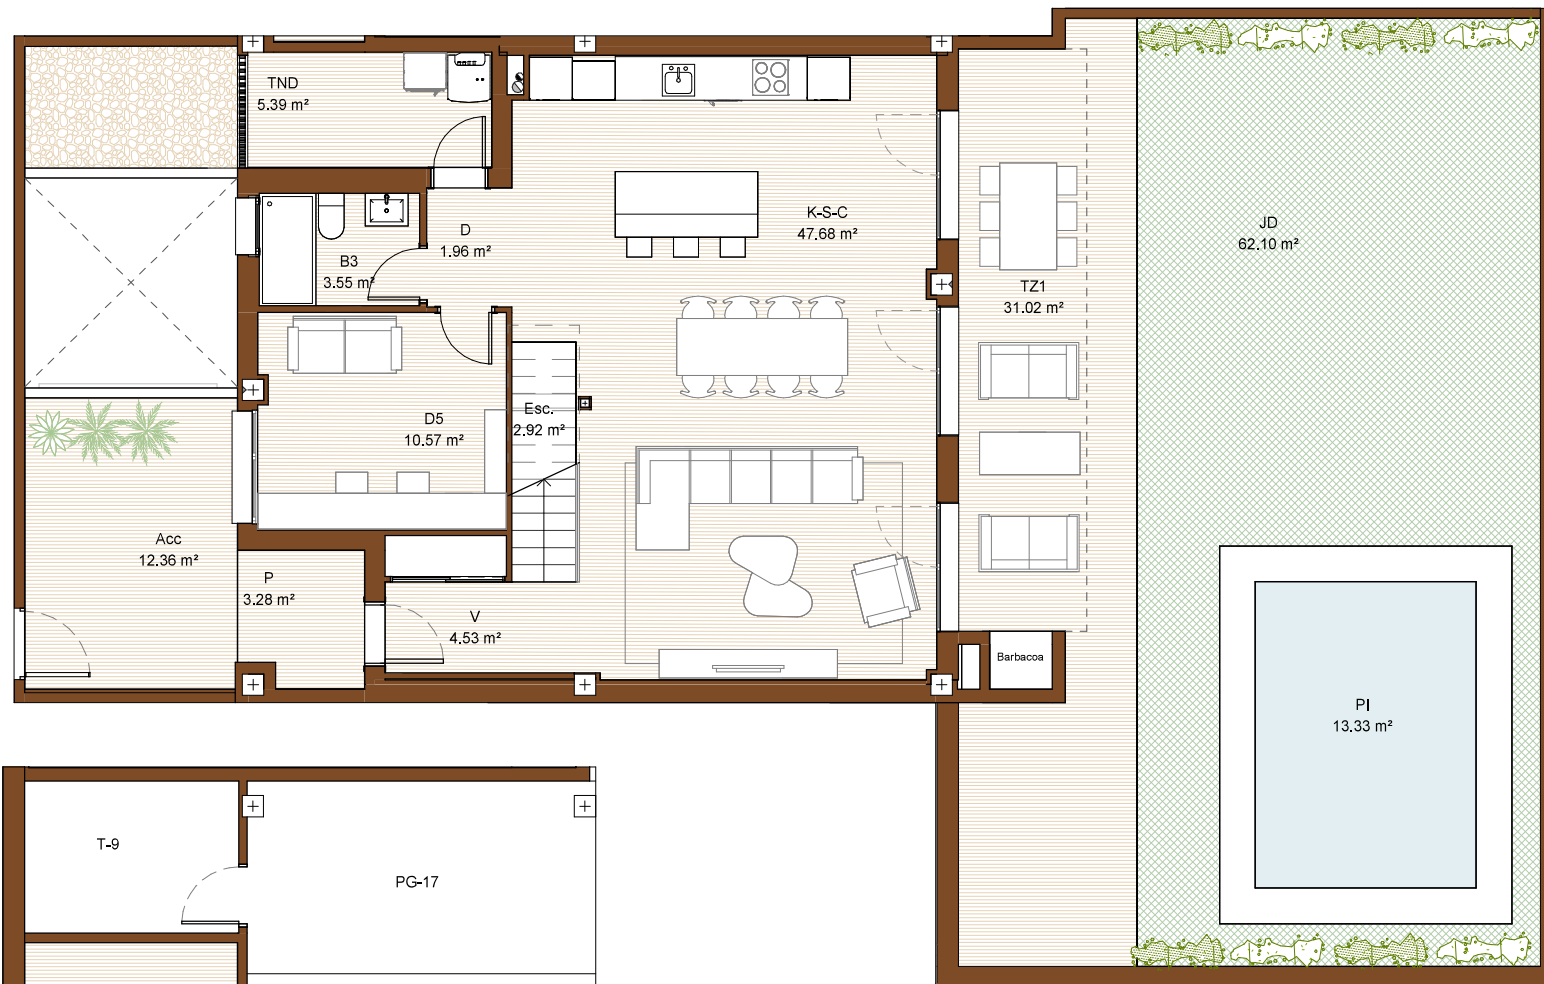 TND
5.39 m²
K-S-C
47.68 m²
D
1.96 m²
B3
3.55 m²
JD
62.10 m²
TZ1
31.02 m²
Esc.
2.92 m²
D5
10.57 m²
Acc
12.36 m²
P
3.28 m²
V
4.53 m²
Barbacoa
PI
13.33 m²
T-9
PG-17